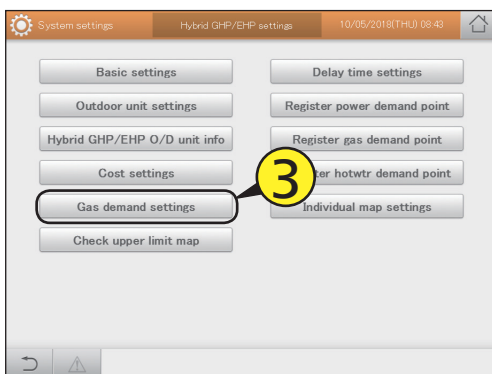 System settings
Hybrid GHP/EHP settings
10/05/2018(THU) 08:43
Basic settings
Delay time settings
Outdoor unit settings
Register power demand point
Hybrid GHP/EHP O/D unit info
Register gas demand point
Cost settings
3
ter hotwtr demand point
Gas demand settings
Individual map settings
Check upper limit map